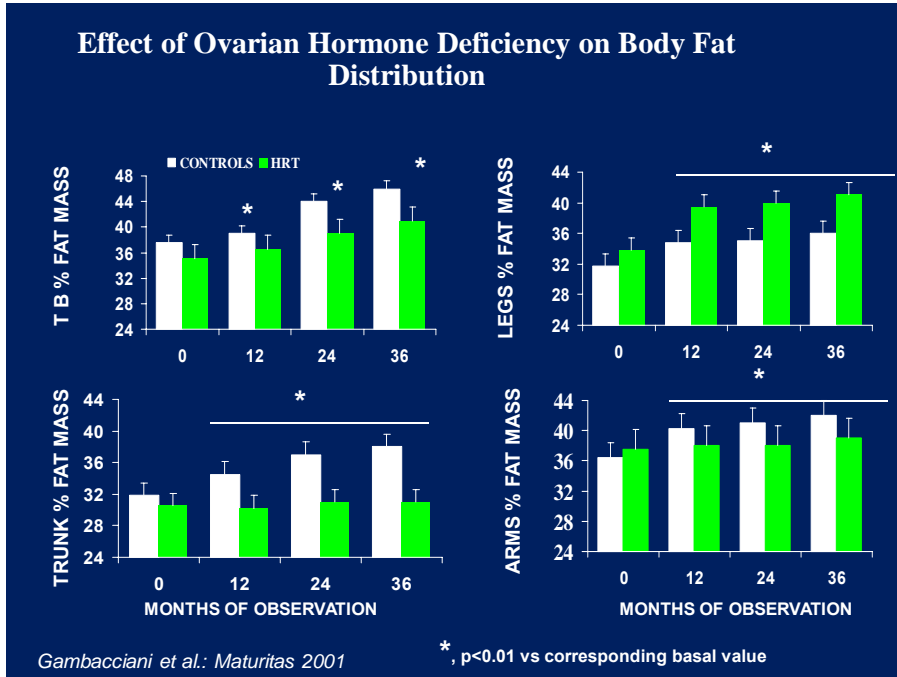 Effect of Ovarian Hormone Deficiency on Body Fat
Distribution
CONTROLS HRT
T B % FAT MASS
48
44
40
36
32
28
24
* * *
0 12 24 36
LEGS % FAT MASS
44
40
36
32
28
24
*
0 12 24 36
TRUNK % FAT MASS
44
40
36
32
28
24
*
0 12 24 36
MONTHS OF OBSERVATION
ARMS % FAT MASS
44
40
36
32
28
24
*
0 12 24 36
MONTHS OF OBSERVATION
Gambacciani et al.: Maturitas 2001
*, p<0.01 vs corresponding basal value